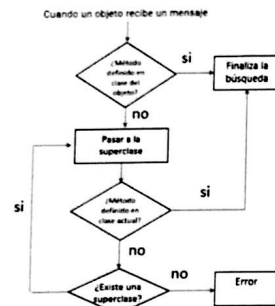 Cuando un objeto recibe un mensaje
¿Método
definido en
clase del
objeto?
si
Finaliza la
búsqueda
no
Pasar a la
superclase
si
¿Método
definido en
clase actual?
si
no
¿Existe una
superclase?
no
Error